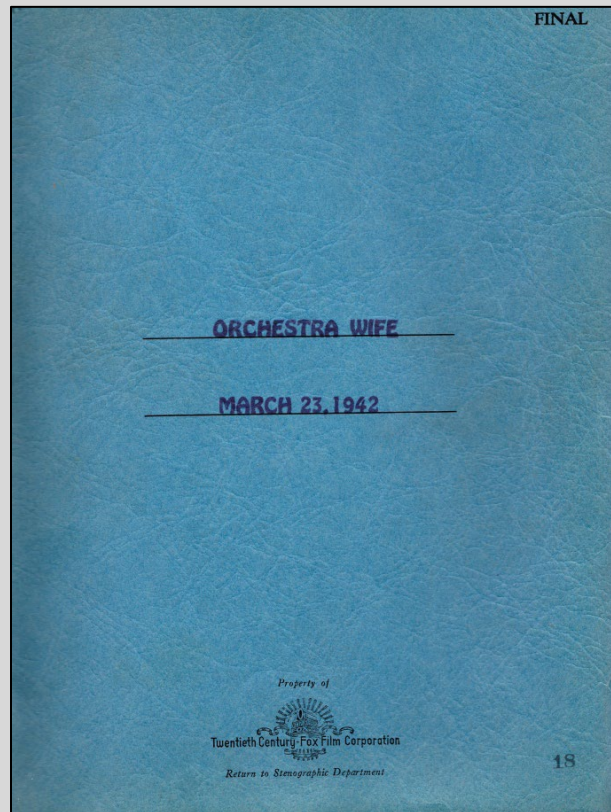 FINAL
ORCHESTRA WIFE
MARCH 23,1942
Property of
Twentieth Century-Fox Film Corporation
Return to Stenographic Department
18